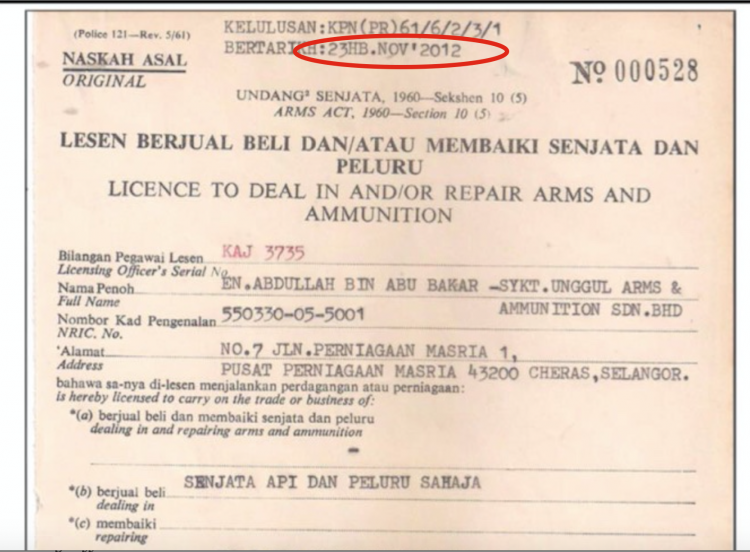 KELULUSAN:KPN(PR)61/6/2/3/1
(Police 121—Rev. 5/61)
BERTARIKH:23HB.NOV'2012
NASKAH ASAL
ORIGINAL
Nº 000528
UNDANG² SENJATA, 1960—Sekshen 10 (5)
ARMS ACT, 1960—Section 10 (5)
LESEN BERJUAL BELI DAN/ATAU MEMBAIKI SENJATA DAN
PELURU
LICENCE TO DEAL IN AND/OR REPAIR ARMS AND
AMMUNITION
Bilangan Pegawai Lesen KAJ 3735
Licensing Officer's Serial No
Nama Penoh EN.ABDULLAH BIN ABU BAKAR -SYKT.UNGGUL ARMS &
Full Name AMMUNITION SDN.BHD
Nombor Kad Pengenalan 550330-05-5001
NRIC. No.
*Alamat NO.7 JLN.PERNIAGAAN MASRIA 1,
Address PUSAT PERNIAGAAN MASRIA 43200 CHERAS,SELANGOR.
bahawa sa-nya di-lesen menjalankan perdagangan atau perniagaan:
is hereby licensed to carry on the trade or business of:
*(a) berjual beli dan membaiki senjata dan peluru
dealing in and repairing arms and ammunition
-
*(b) berjual beli SENJATA API DAN PELURU SAHAJA
dealing in
*(c) membaiki
repairing